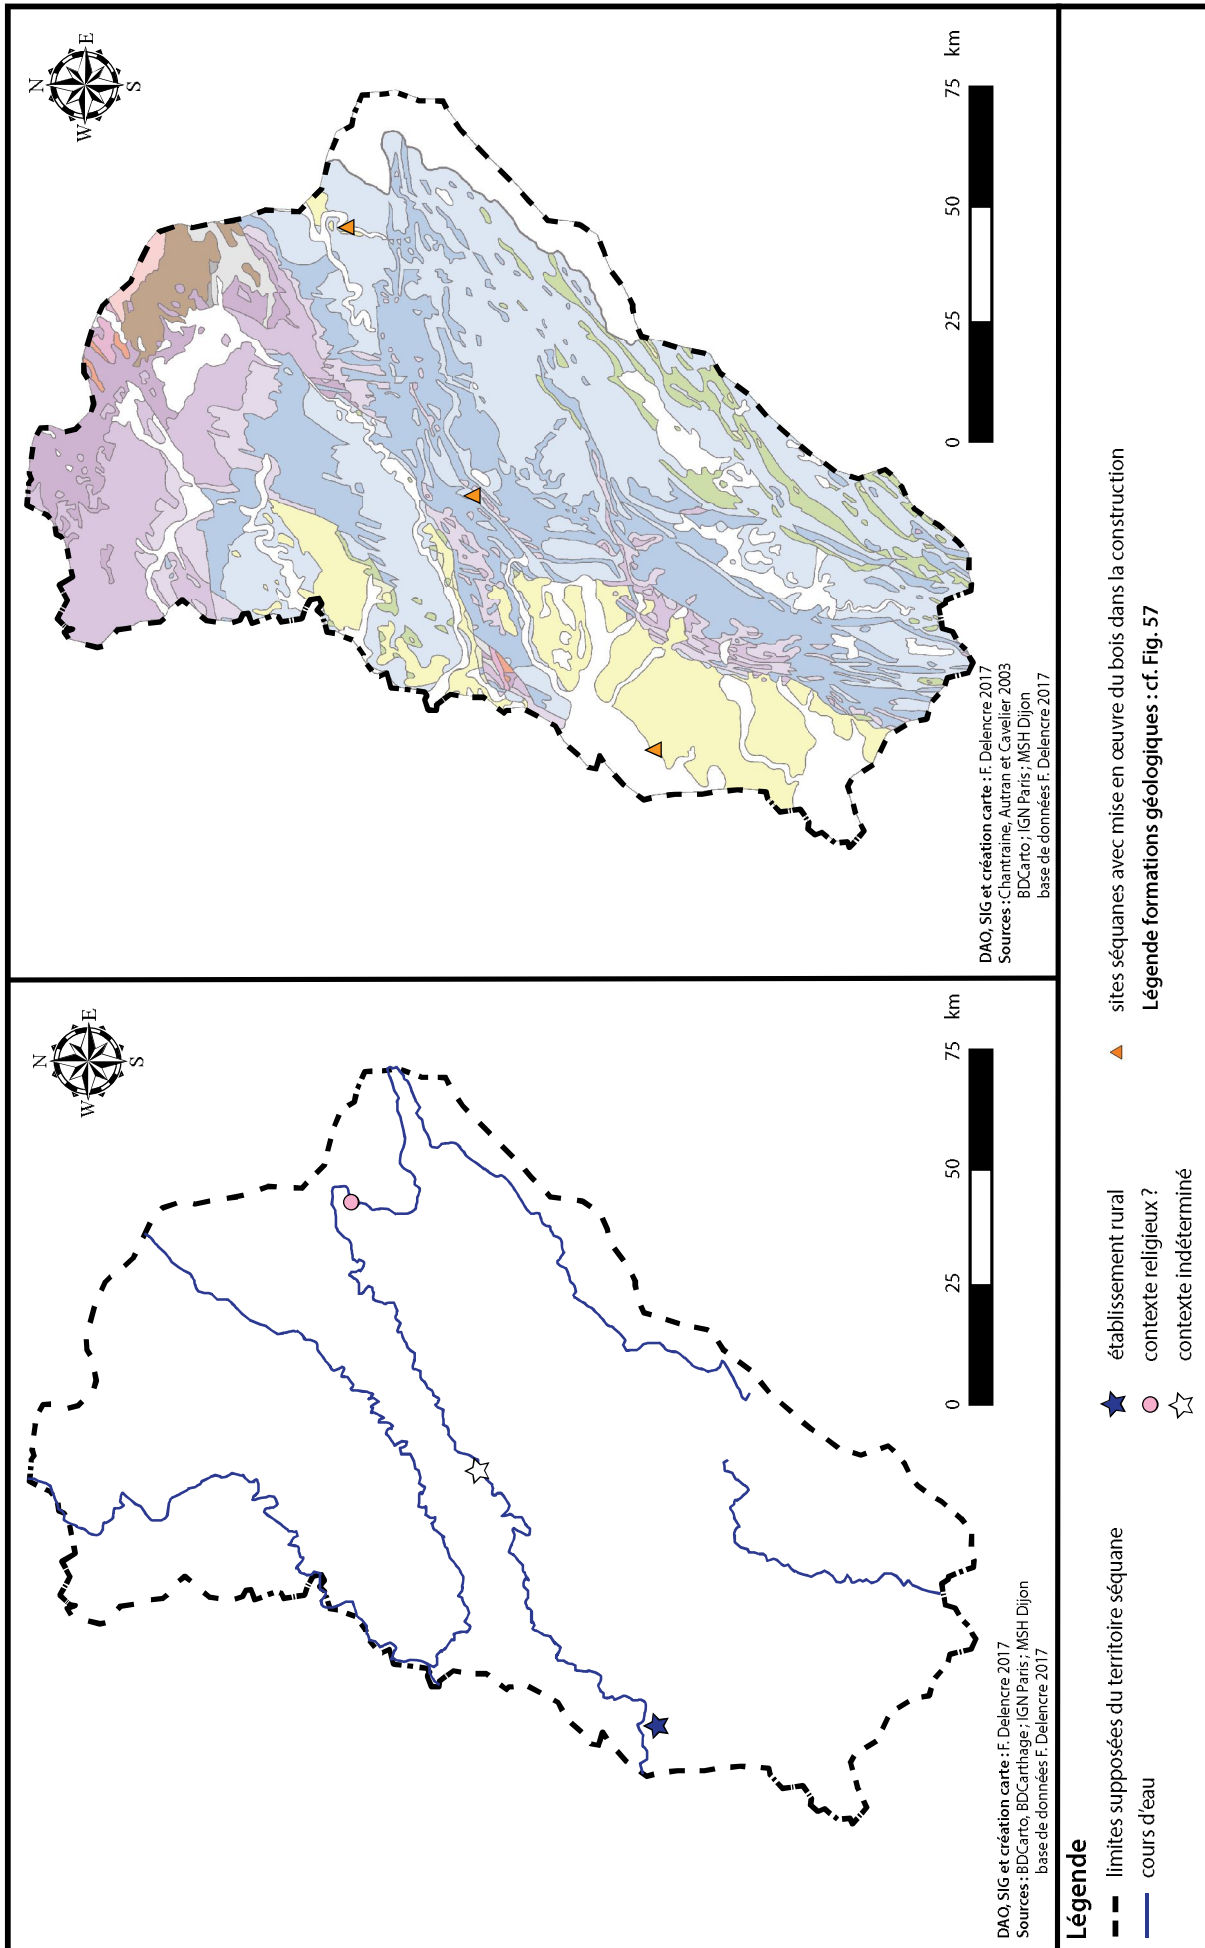 N
W
E
S
0
25
50
75
km
DAO, SIG et création carte : F. Delencre 2017
Sources : BDCarto, BDCarthage ; IGN Paris ; MSH Dijon
base de données F. Delencre 2017
N
W
E
S
0
25
50
75
km
DAO, SIG et création carte : F. Delencre 2017
Sources : Chantraine, Autran et Cavelier 2003
BDCarto ; IGN Paris ; MSH Dijon
base de données F. Delencre 2017
Légende
limites supposées du territoire séquane
cours d'eau
établissement rural
contexte religieux ?
contexte indéterminé
sites séquanes avec mise en œuvre du bois dans la construction
Légende formations géologiques : cf. Fig. 57